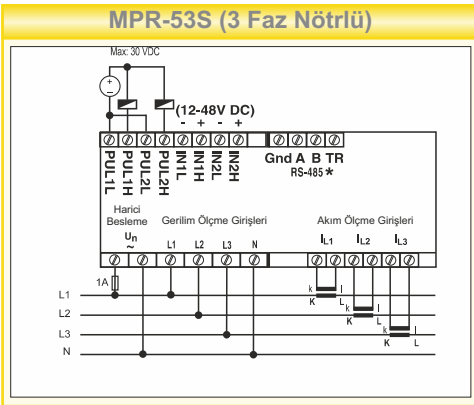 MPR-53S (3 Faz Nötrlü)
Max: 30 VDC
+
–
(12-48V DC)
- + - +
PUL1L PUL1H PUL2L PUL2H IN1L IN1H IN2L IN2H
Gnd A B TR
RS-485 *
Harici Besleme
Gerilim Ölçme Girişleri
Akım Ölçme Girişleri
Un ~
L1 L2 L3 N
IL1 IL2 IL3
1A
L1
k l
K L
L2
k l
K L
L3
k l
K L
N